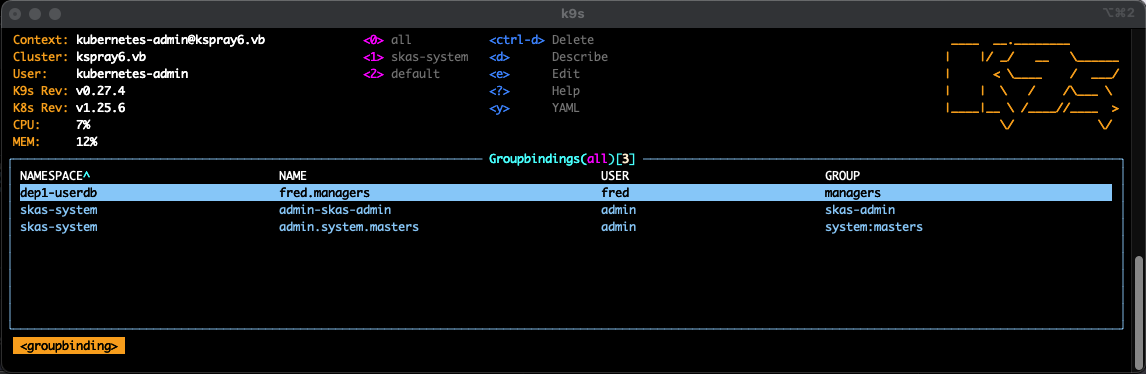 k9s
⌥⌘2
Context: kubernetes-admin@kspray6.vb <0> all <ctrl-d> Delete
Cluster: kspray6.vb <1> skas-system <d> Describe
User: kubernetes-admin <2> default <e> Edit
K9s Rev: v0.27.4 <?> Help
K8s Rev: v1.25.6 <y> YAML
CPU: 7%
MEM: 12%
Groupbindings(all)[3]
NAMESPACE^ NAME USER GROUP
dep1-userdb fred.managers fred managers
skas-system admin-skas-admin admin skas-admin
skas-system admin.system.masters admin system:masters
<groupbinding>